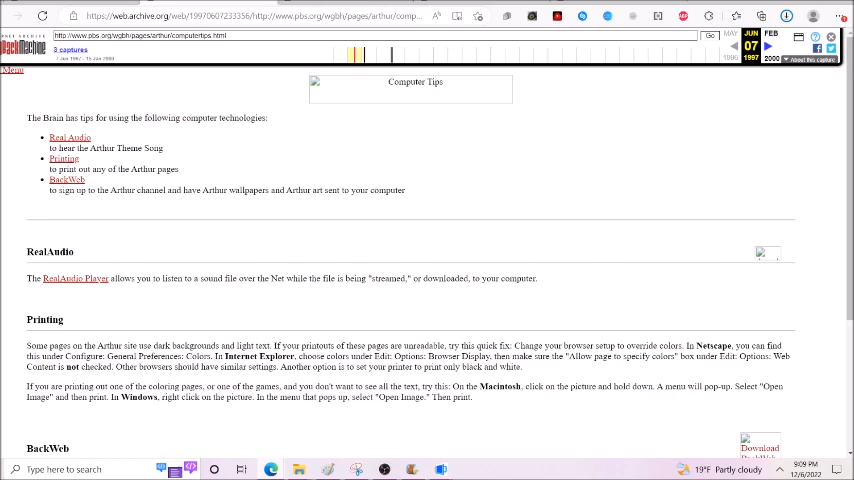 https://web.archive.org/web/19970607233356/http://www.pbs.org/wgbh/pages/arthur/comp...
http://www.pbs.org/wgbh/pages/arthur/computertips.html
Go
MAY JUN FEB
3 captures
07
7 Jun 1997 - 15 Jan 2000
1996 1997 2000
About this capture
Menu
Computer Tips
The Brain has tips for using the following computer technologies:
Real Audio
to hear the Arthur Theme Song
Printing
to print out any of the Arthur pages
BackWeb
to sign up to the Arthur channel and have Arthur wallpapers and Arthur art sent to your computer
RealAudio
The RealAudio Player allows you to listen to a sound file over the Net while the file is being "streamed," or downloaded, to your computer.
Printing
Some pages on the Arthur site use dark backgrounds and light text. If your printouts of these pages are unreadable, try this quick fix: Change your browser setup to override colors. In Netscape, you can find
this under Configure: General Preferences: Colors. In Internet Explorer, choose colors under Edit: Options: Browser Display, then make sure the "Allow page to specify colors" box under Edit: Options: Web
Content is not checked. Other browsers should have similar settings. Another option is to set your printer to print only black and white.
If you are printing out one of the coloring pages, or one of the games, and you don't want to see all the text, try this: On the Macintosh, click on the picture and hold down. A menu will pop-up. Select "Open
Image" and then print. In Windows, right click on the picture. In the menu that pops up, select "Open Image." Then print.
BackWeb
Download
Type here to search
19°F Partly cloudy
9:09 PM
12/6/2022